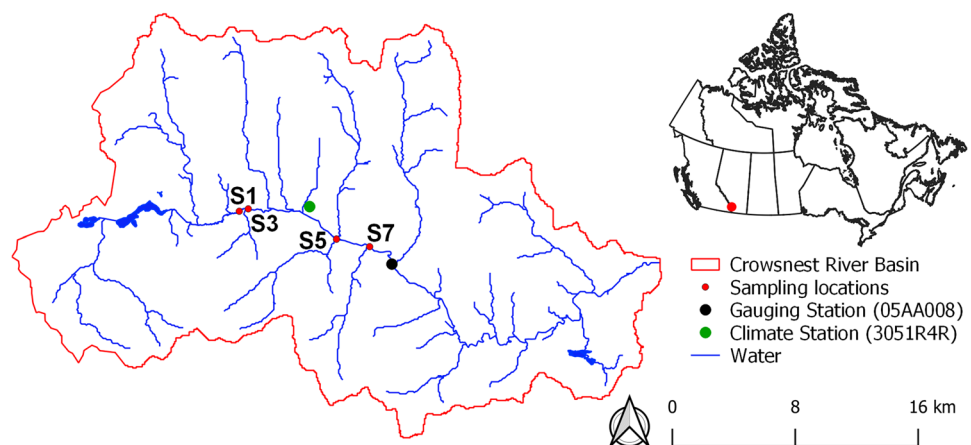 S1
S3
S5
S7
Crowsnest River Basin
Sampling locations
Gauging Station (05AA008)
Climate Station (3051R4R)
Water
0 8 16 km